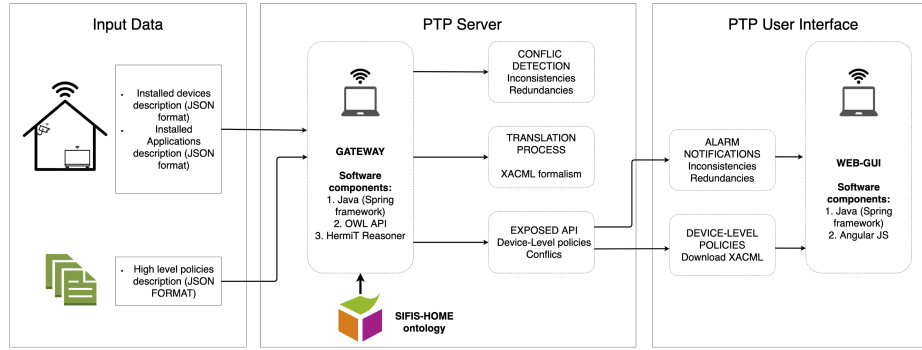 Input Data
Installed devices
description (JSON
format)
Installed
Applications
description (JSON
format)
High level policies
description (JSON
FORMAT)
PTP Server
GATEWAY
Software
components:
1. Java (Spring
framework)
2. OWL API
3. HermiT Reasoner
SIFIS-HOME
ontology
CONFLIC
DETECTION
Inconsistencies
Redundancies
TRANSLATION
PROCESS
XACML formalism
EXPOSED API
Device-Level policies
Conflics
PTP User Interface
ALARM
NOTIFICATIONS
Inconsistencies
Redundancies
DEVICE-LEVEL
POLICIES
Download XACML
WEB-GUI
Software
components:
1. Java (Spring
framework)
2. Angular JS